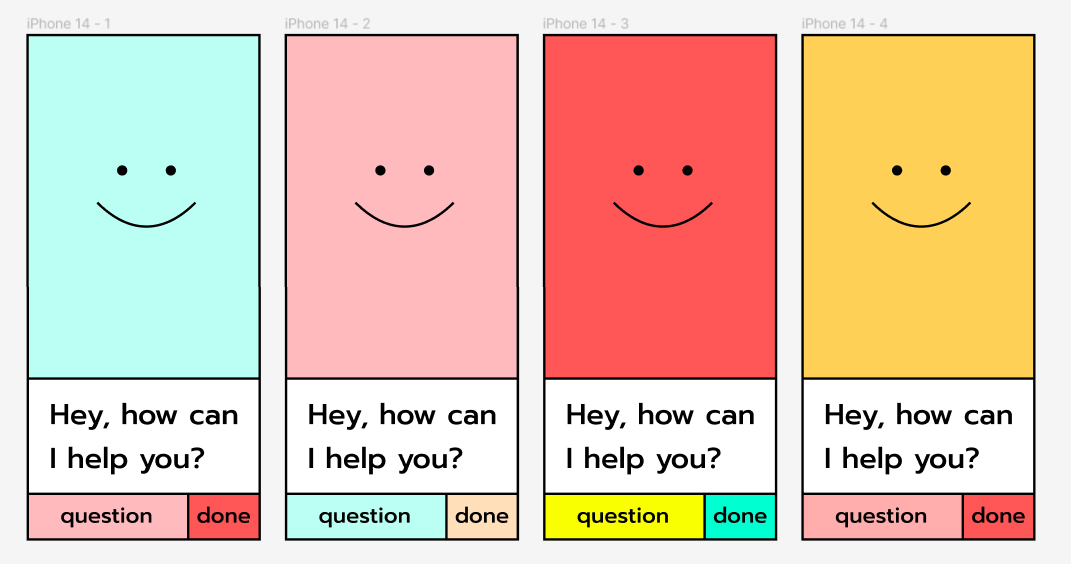 iPhone 14 - 1
Hey, how can
I help you?
question
done
iPhone 14 - 2
Hey, how can
I help you?
question
done
iPhone 14 - 3
Hey, how can
I help you?
question
done
iPhone 14 - 4
Hey, how can
I help you?
question
done